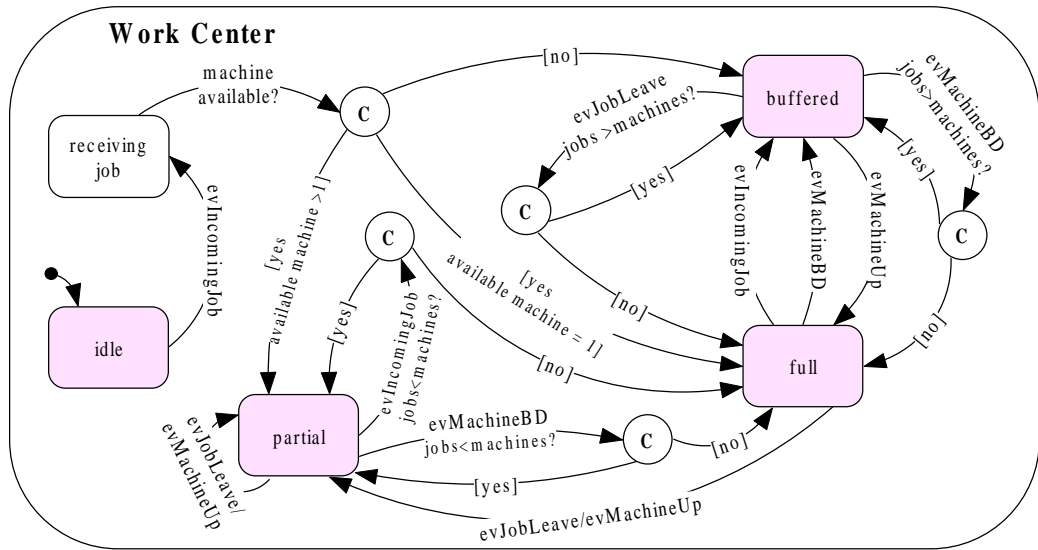 Work Center
machine
available?
C
[no]
buffered
evJobLeave
jobs >machines?
evMachineBD
jobs>machines?
receiving
job
evIncomingJob
[yes
available machine >1]
C
C
[yes]
[yes]
C
evIncomingJob
evMachineBD
evMachineUp
[yes
available machine = 1]
[no]
[no]
idle
[yes]
evIncomingJob
jobs<machines?
[no]
full
partial
evMachineBD
jobs<machines?
C
[no]
[yes]
evJobLeave/
evMachineUp
evJobLeave/evMachineUp